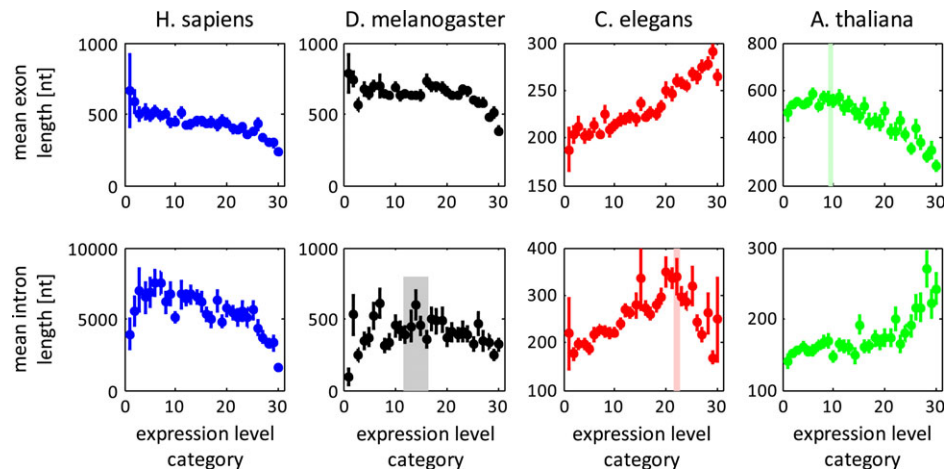 H. sapiens D. melanogaster C. elegans A. thaliana
mean exon
length [nt]
1000 1000 300 800
250 600
500 500
200 400
0 0 150 200
0 10 20 30 0 10 20 30 0 10 20 30 0 10 20 30
mean intron
length [nt]
10000 1000 400 300
300
5000 500 200
200
0 0 100 100
0 10 20 30 0 10 20 30 0 10 20 30 0 10 20 30
expression level expression level expression level expression level
category category category category